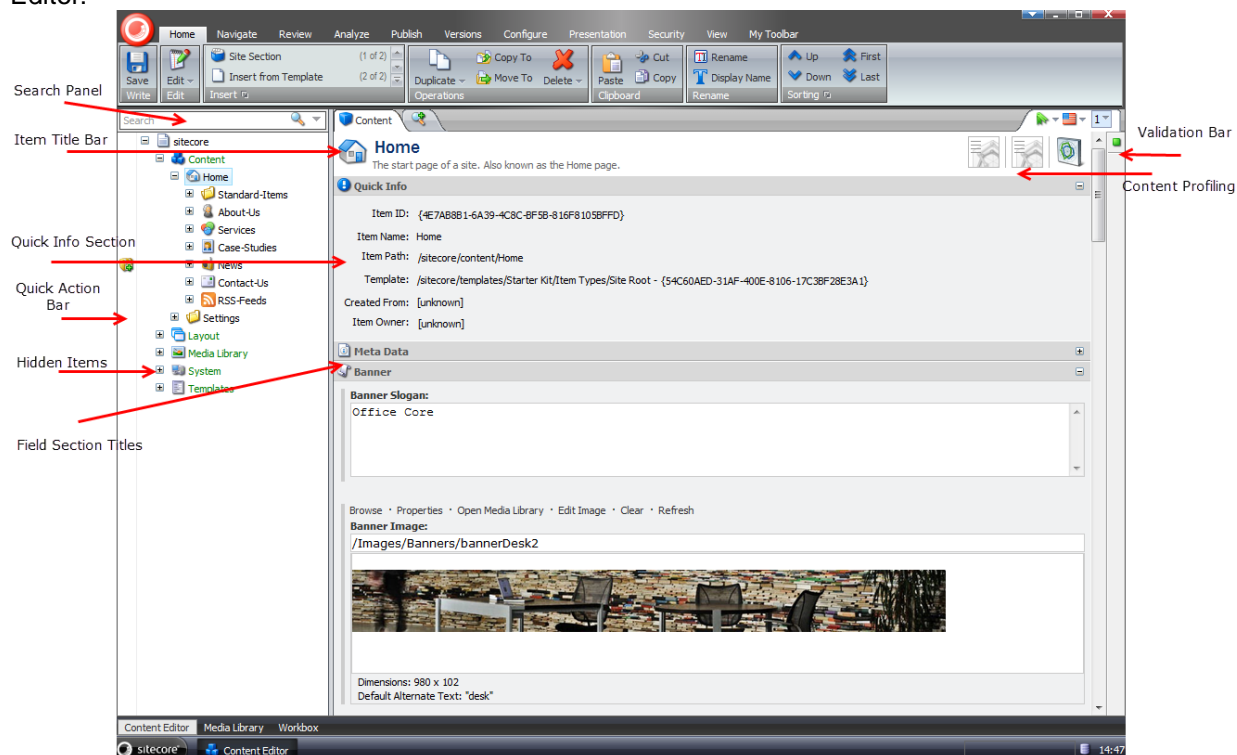 Editor.
Home Navigate Review Analyze Publish Versions Configure Presentation Security View My Toolbar
Save
Write
Edit
Edit
Site Section
Insert from Template
(1 of 2)
(2 of 2)
Insert
Duplicate
Copy To
Move To
Delete
Operations
Paste
Cut
Copy
Clipboard
Rename
Display Name
Rename
Up
Down
First
Last
Sorting
Search Panel
Item Title Bar
Quick Info Section
Quick Action
Bar
Hidden Items
Field Section Titles
Validation Bar
Content Profiling
Search
sitecore
Content
Home
Standard-Items
About-Us
Services
Case-Studies
News
Contact-Us
RSS-Feeds
Settings
Layout
Media Library
System
Templates
Content
1
Home
The start page of a site. Also known as the Home page.
Quick Info
Item ID: {4E7AB8B1-6A39-4C8C-BF5B-816F8105BFFD}
Item Name: Home
Item Path: /sitecore/content/Home
Template: /sitecore/templates/Starter Kit/Item Types/Site Root - {54C60AED-31AF-400E-8106-17C3BF28E3A1}
Created From: [unknown]
Item Owner: [unknown]
Meta Data
Banner
Banner Slogan:
Office Core
Browse · Properties · Open Media Library · Edit Image · Clear · Refresh
Banner Image:
/Images/Banners/bannerDesk2
Dimensions: 980 x 102
Default Alternate Text: "desk"
Content Editor Media Library Workbox
sitecore Content Editor 14:47